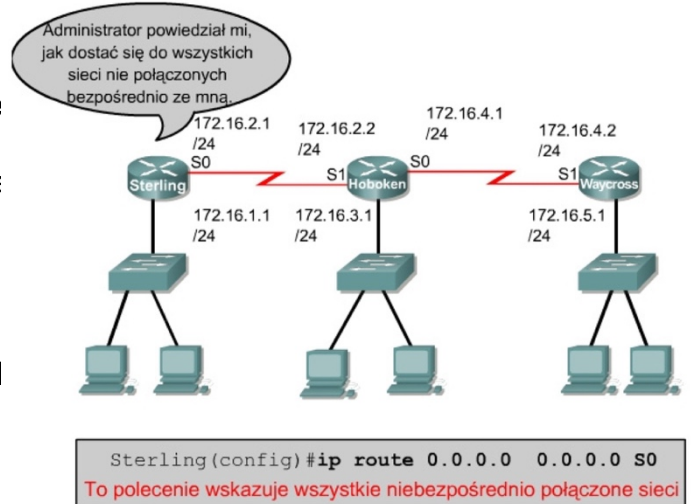 Administrator powiedział mi,
jak dostać się do wszystkich
sieci nie połączonych
bezpośrednio ze mną.
172.16.2.1
/24
S0
172.16.2.2
/24
S1
172.16.4.1
/24
S0
172.16.4.2
/24
S1
Sterling
Hoboken
Waycross
172.16.1.1
/24
172.16.3.1
/24
172.16.5.1
/24
Sterling(config)#ip route 0.0.0.0 0.0.0.0 S0
To polecenie wskazuje wszystkie niebezpośrednio połączone sieci